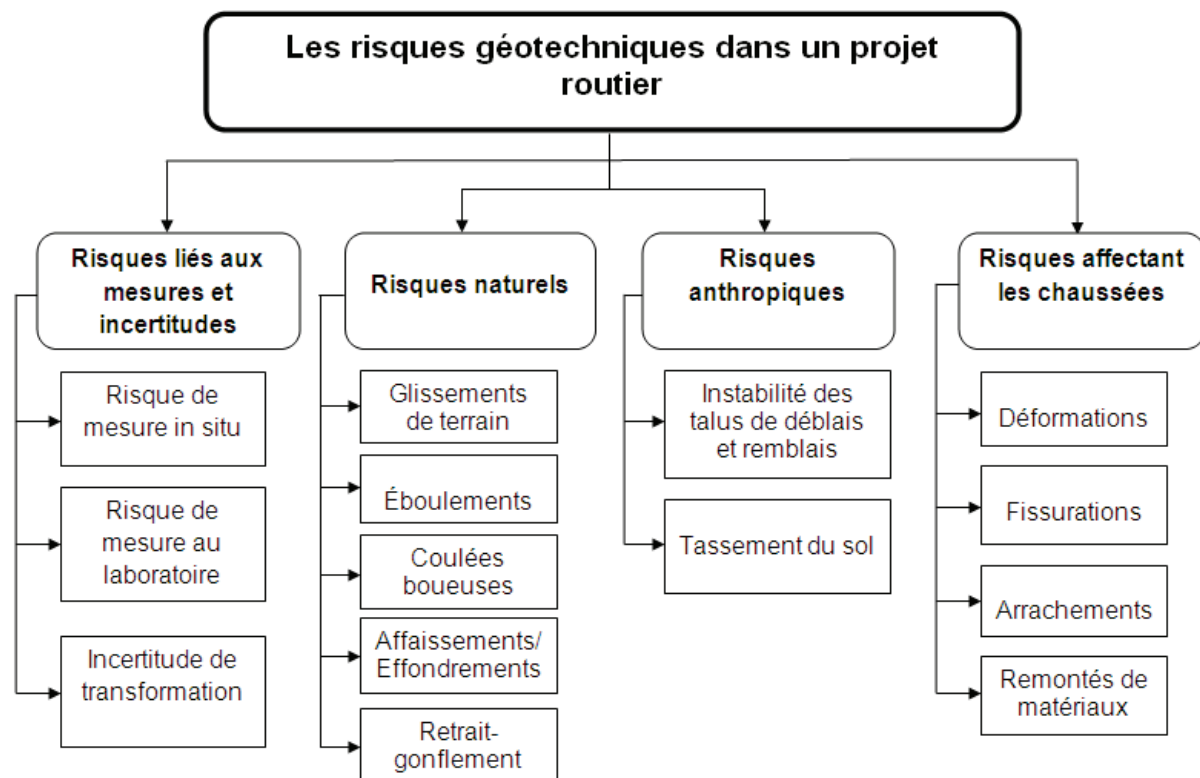 Les risques géotechniques dans un projet
routier
Risques liés aux
mesures et
incertitudes
Risque de
mesure in situ
Risque de
mesure au
laboratoire
Incertitude de
transformation
Risques naturels
Glissements
de terrain
Éboulements
Coulées
boueuses
Affaissements/
Effondrements
Retrait-
gonflement
Risques
anthropiques
Instabilité des
talus de déblais
et remblais
Tassement du sol
Risques affectant
les chaussées
Déformations
Fissurations
Arrachements
Remontés de
matériaux